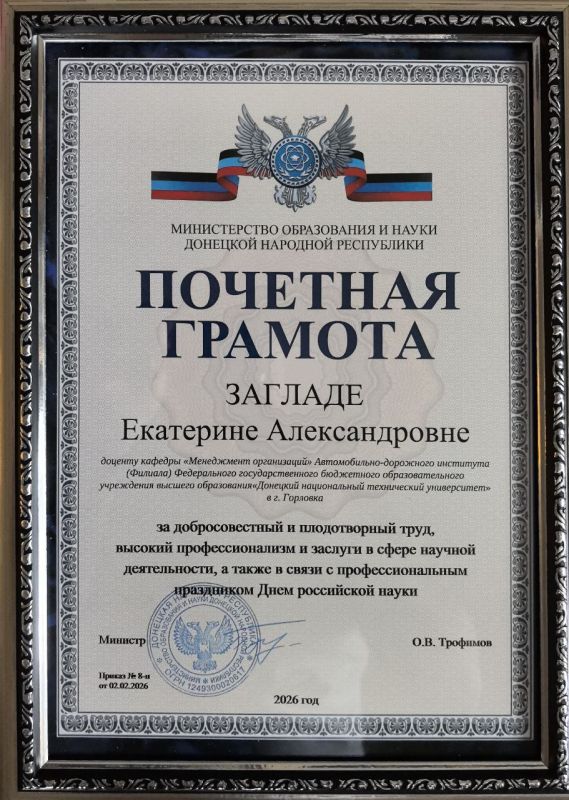 МИНИСТЕРСТВО ОБРАЗОВАНИЯ И НАУКИ
ДОНЕЦКОЙ НАРОДНОЙ РЕСПУБЛИКИ
ПОЧЕТНАЯ
ГРАМОТА
ЗАГЛАДЕ
Екатерине Александровне
доценту кафедры «Менеджмент организаций» Автомобильно-дорожного института
(Филиала) Федерального государственного бюджетного образовательного
учреждения высшего образования«Донецкий национальный технический университет»
в г. Горловка
за добросовестный и плодотворный труд,
высокий профессионализм и заслуги в сфере научной
деятельности, а также в связи с профессиональным
праздником Днем российской науки
Министр
О.В. Трофимов
Приказ № 8-н
от 02.02.2026
ОГРН 1249300020617
2026 год